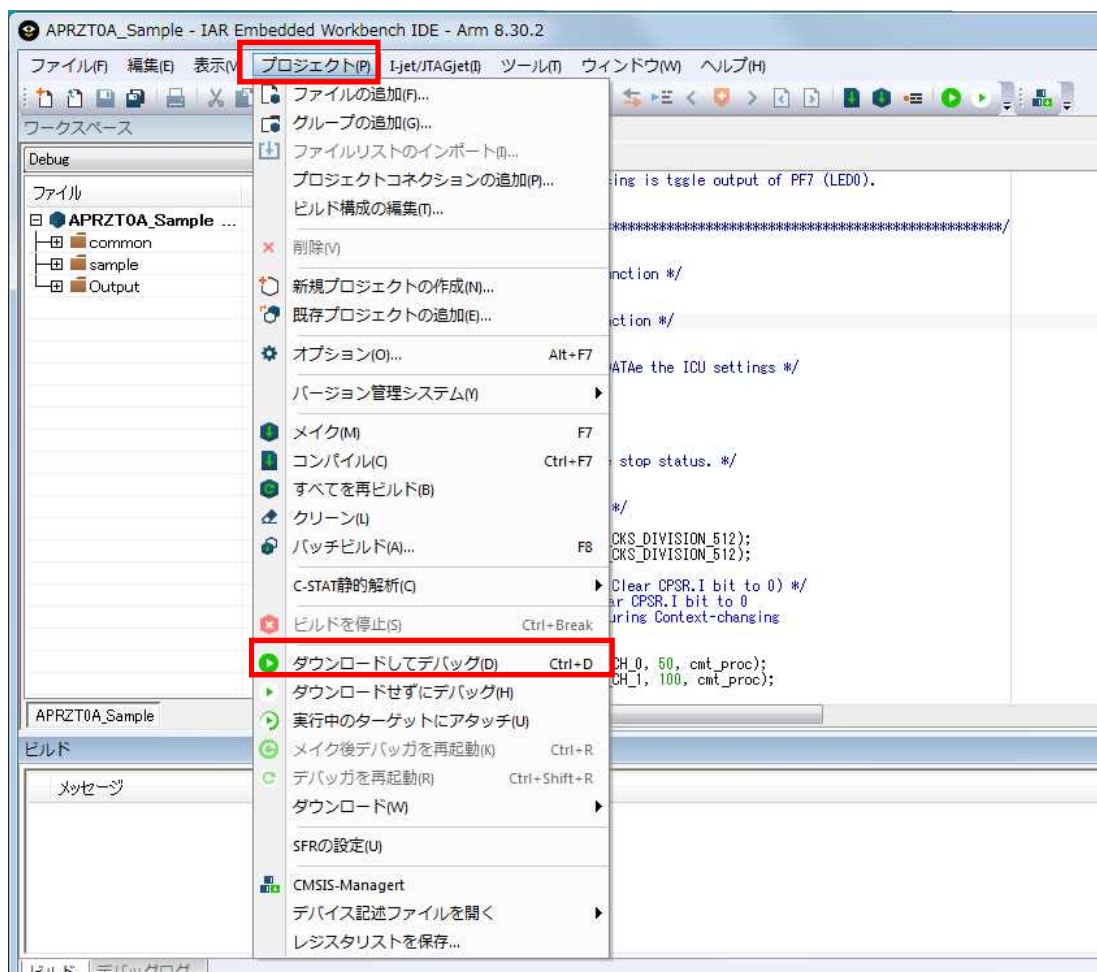 APRZT0A_Sample - IAR Embedded Workbench IDE - Arm 8.30.2
ファイル(F) 編集(E) 表示(V プロジェクト(P) I-jet/JTAGjet(I) ツール(T) ウィンドウ(W) ヘルプ(H)
ワークスペース
Debug
ファイル
APRZT0A_Sample ...
common
sample
Output
APRZT0A_Sample
ファイルの追加(F)...
グループの追加(G)...
ファイルリストのインポート(I)...
プロジェクトコネクションの追加(P)...
ビルド構成の編集(T)...
削除(V)
新規プロジェクトの作成(N)...
既存プロジェクトの追加(E)...
オプション(O)... Alt+F7
バージョン管理システム(Y)
メイク(M) F7
コンパイル(C) Ctrl+F7
すべてを再ビルド(B)
クリーン(L)
バッチビルド(A)... F8
C-STAT静的解析(C)
ビルドを停止(S) Ctrl+Break
ダウンロードしてデバッグ(D) Ctrl+D
ダウンロードせずにデバッグ(H)
実行中のターゲットにアタッチ(U)
メイク後デバッガを再起動(K) Ctrl+R
デバッガを再起動(R) Ctrl+Shift+R
ダウンロード(W)
SFRの設定(U)
CMSIS-Managert
デバイス記述ファイルを開く
レジスタリストを保存...
ing is tggle output of PF7 (LED0).
nction */
ction */
DATAe the ICU settings */
stop status. */
*/
CKS_DIVISION_512);
CKS_DIVISION_512);
Clear CPSR.I bit to 0) */
ar CPSR.I bit to 0
uring Context-changing
CH_0, 50, cmt_proc);
CH_1, 100, cmt_proc);
ビルド
メッセージ
ビルド デバッグログ